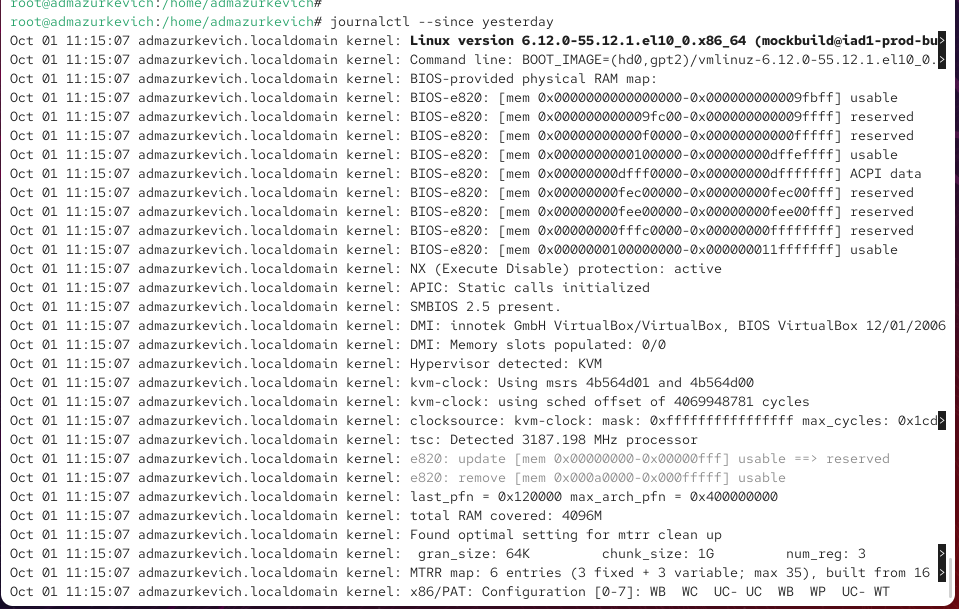 root@admazurkevich:/home/admazurkevich#
root@admazurkevich:/home/admazurkevich# journalctl --since yesterday
Oct 01 11:15:07 admazurkevich.localdomain kernel: Linux version 6.12.0-55.12.1.el10_0.x86_64 (mockbuild@iad1-prod-bu>
Oct 01 11:15:07 admazurkevich.localdomain kernel: Command line: BOOT_IMAGE=(hd0,gpt2)/vmlinuz-6.12.0-55.12.1.el10_0.>
Oct 01 11:15:07 admazurkevich.localdomain kernel: BIOS-provided physical RAM map:
Oct 01 11:15:07 admazurkevich.localdomain kernel: BIOS-e820: [mem 0x0000000000000000-0x000000000009fbff] usable
Oct 01 11:15:07 admazurkevich.localdomain kernel: BIOS-e820: [mem 0x000000000009fc00-0x000000000009ffff] reserved
Oct 01 11:15:07 admazurkevich.localdomain kernel: BIOS-e820: [mem 0x00000000000f0000-0x00000000000fffff] reserved
Oct 01 11:15:07 admazurkevich.localdomain kernel: BIOS-e820: [mem 0x0000000000100000-0x00000000dffeffff] usable
Oct 01 11:15:07 admazurkevich.localdomain kernel: BIOS-e820: [mem 0x00000000dfff0000-0x00000000dfffffff] ACPI data
Oct 01 11:15:07 admazurkevich.localdomain kernel: BIOS-e820: [mem 0x00000000fec00000-0x00000000fec00fff] reserved
Oct 01 11:15:07 admazurkevich.localdomain kernel: BIOS-e820: [mem 0x00000000fee00000-0x00000000fee00fff] reserved
Oct 01 11:15:07 admazurkevich.localdomain kernel: BIOS-e820: [mem 0x00000000fffc0000-0x00000000ffffffff] reserved
Oct 01 11:15:07 admazurkevich.localdomain kernel: BIOS-e820: [mem 0x0000000100000000-0x000000011fffffff] usable
Oct 01 11:15:07 admazurkevich.localdomain kernel: NX (Execute Disable) protection: active
Oct 01 11:15:07 admazurkevich.localdomain kernel: APIC: Static calls initialized
Oct 01 11:15:07 admazurkevich.localdomain kernel: SMBIOS 2.5 present.
Oct 01 11:15:07 admazurkevich.localdomain kernel: DMI: innotek GmbH VirtualBox/VirtualBox, BIOS VirtualBox 12/01/2006
Oct 01 11:15:07 admazurkevich.localdomain kernel: DMI: Memory slots populated: 0/0
Oct 01 11:15:07 admazurkevich.localdomain kernel: Hypervisor detected: KVM
Oct 01 11:15:07 admazurkevich.localdomain kernel: kvm-clock: Using msrs 4b564d01 and 4b564d00
Oct 01 11:15:07 admazurkevich.localdomain kernel: kvm-clock: using sched offset of 4069948781 cycles
Oct 01 11:15:07 admazurkevich.localdomain kernel: clocksource: kvm-clock: mask: 0xffffffffffffffff max_cycles: 0x1cd>
Oct 01 11:15:07 admazurkevich.localdomain kernel: tsc: Detected 3187.198 MHz processor
Oct 01 11:15:07 admazurkevich.localdomain kernel: e820: update [mem 0x00000000-0x00000fff] usable ==> reserved
Oct 01 11:15:07 admazurkevich.localdomain kernel: e820: remove [mem 0x000a0000-0x000fffff] usable
Oct 01 11:15:07 admazurkevich.localdomain kernel: last_pfn = 0x120000 max_arch_pfn = 0x400000000
Oct 01 11:15:07 admazurkevich.localdomain kernel: total RAM covered: 4096M
Oct 01 11:15:07 admazurkevich.localdomain kernel: Found optimal setting for mtrr clean up
Oct 01 11:15:07 admazurkevich.localdomain kernel:  gran_size: 64K         chunk_size: 1G         num_reg: 3         >
Oct 01 11:15:07 admazurkevich.localdomain kernel: MTRR map: 6 entries (3 fixed + 3 variable; max 35), built from 16 >
Oct 01 11:15:07 admazurkevich.localdomain kernel: x86/PAT: Configuration [0-7]: WB  WC  UC- UC  WB  WP  UC- WT